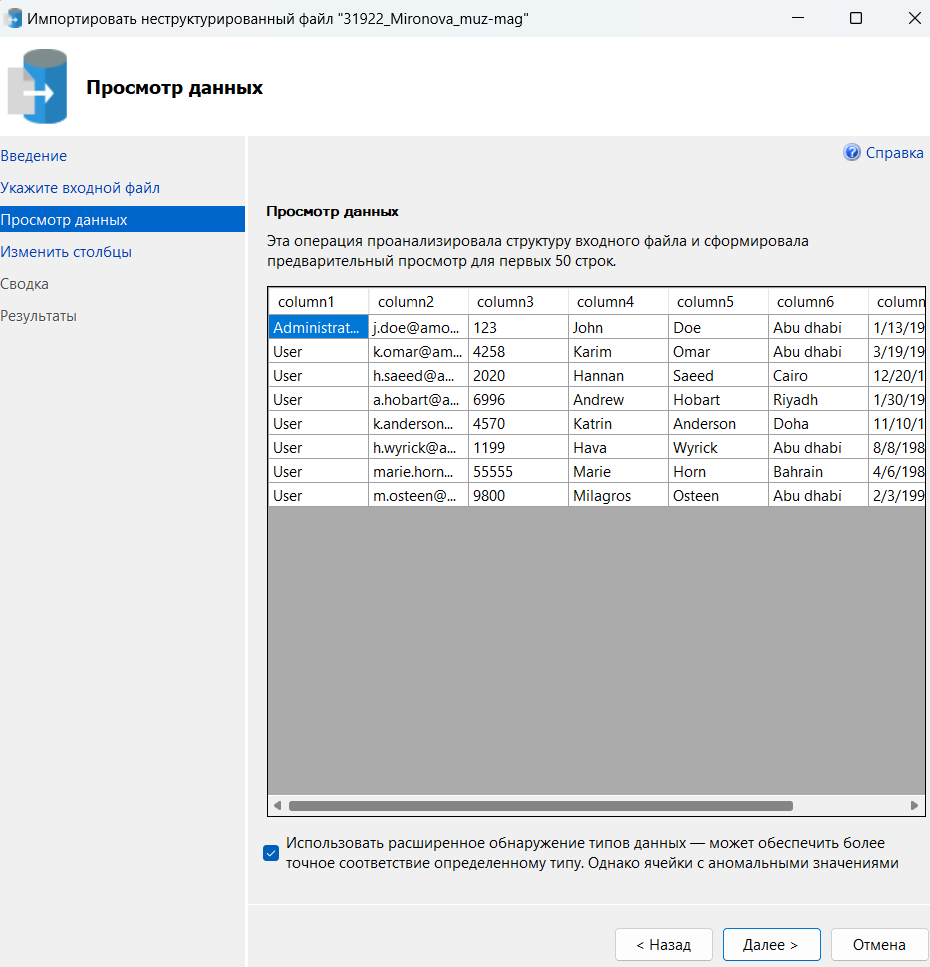 Импортировать неструктурированный файл "31922_Mironova_muz-mag"
Просмотр данных
Введение
Укажите входной файл
Просмотр данных
Изменить столбцы
Сводка
Результаты
? Справка
Просмотр данных
Эта операция проанализировала структуру входного файла и сформировала
предварительный просмотр для первых 50 строк.
column1 column2 column3 column4 column5 column6 column
Administrat... j.doe@amo... 123 John Doe Abu dhabi 1/13/19
User k.omar@am... 4258 Karim Omar Abu dhabi 3/19/19
User h.saeed@a... 2020 Hannan Saeed Cairo 12/20/1
User a.hobart@a... 6996 Andrew Hobart Riyadh 1/30/19
User k.anderson... 4570 Katrin Anderson Doha 11/10/1
User h.wyrick@a... 1199 Hava Wyrick Abu dhabi 8/8/198
User marie.horn... 55555 Marie Horn Bahrain 4/6/198
User m.osteen@... 9800 Milagros Osteen Abu dhabi 2/3/199
Использовать расширенное обнаружение типов данных — может обеспечить более
точное соответствие определенному типу. Однако ячейки с аномальными значениями
< Назад Далее > Отмена